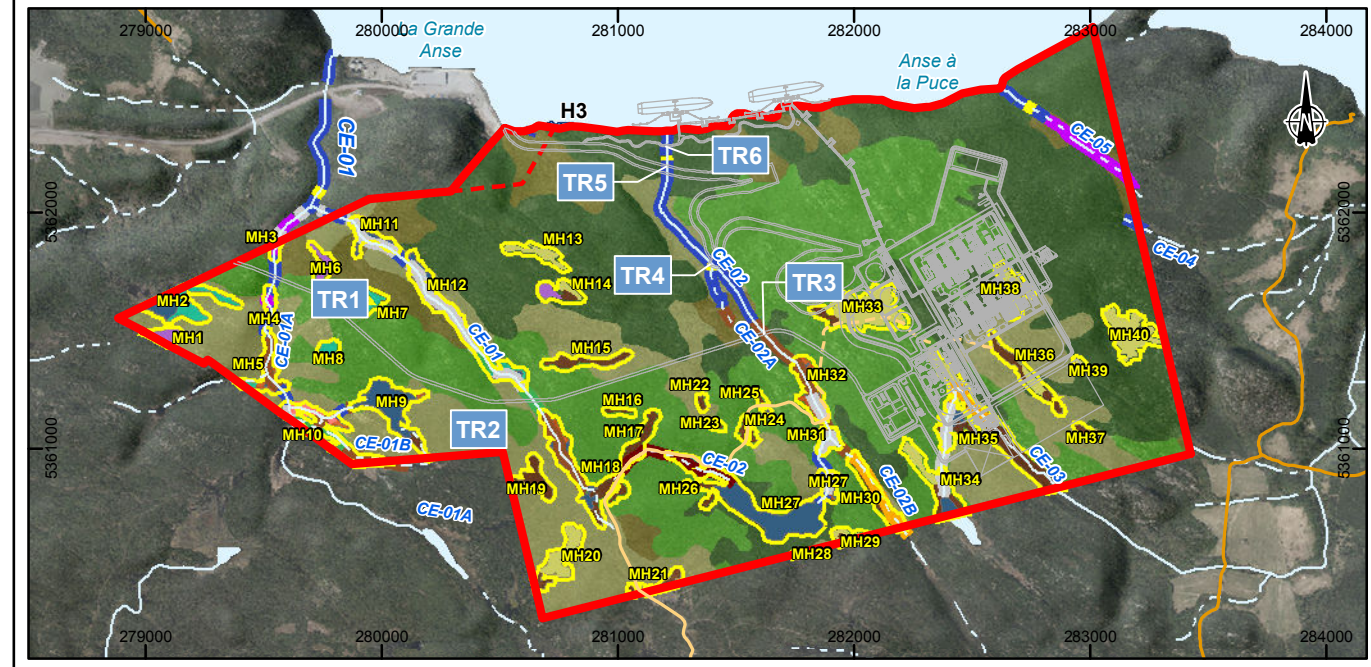 279000
280000
281000
282000
283000
284000
La Grande
Anse
Anse à
la Puce
N
H3
CE-01
CE-05
TR6
TR5
5362000
5362000
CE-04
MH3
MH11
MH6
MH13
MH12
TR4
CE-02
TR1
MH2
MH7
MH14
TR3
MH33
MH38
MH1
MH4
CE-01A
CE-01
CE-02A
MH40
MH5
MH8
MH15
MH36
MH39
MH32
MH9
MH16
MH22
MH25
MH23
MH24
MH10
CE-01B
TR2
MH17
MH31
MH35
MH37
5361000
5361000
MH18
CE-02
MH19
MH26
MH27
MH27
MH30
CE-02B
MH34
CE-03
CE-01A
MH20
MH28
MH29
MH21
279000
280000
281000
282000
283000
284000